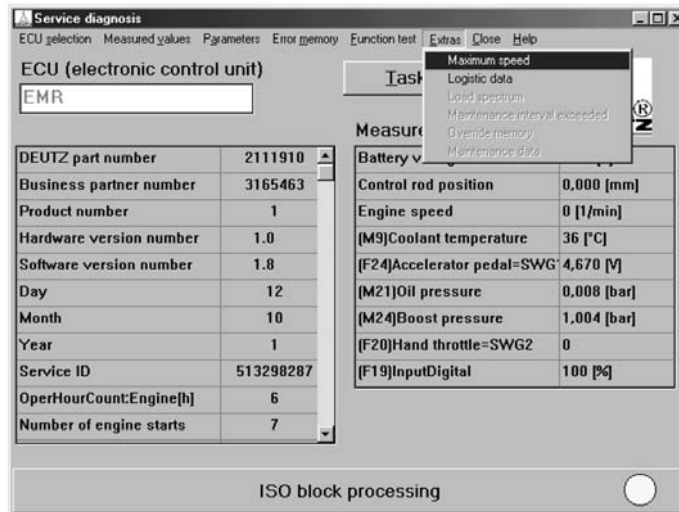 Service diagnosis
ECU selection Measured values Parameters Error memory Function test Extras Close Help
Maximum speed
Logistic data
Load spectrum
Maintenance interval exceeded
Override memory
Maintenance data
ECU (electronic control unit)
EMR
Task
®
Measure
DEUTZ part number 2111910
Business partner number 3165463
Product number 1
Hardware version number 1.0
Software version number 1.8
Day 12
Month 10
Year 1
Service ID 513298287
OperHourCount:Engine[h] 6
Number of engine starts 7
Battery v
Control rod position 0,000 [mm]
Engine speed 0 [1/min]
(M9)Coolant temperature 36 [°C]
(F24)Accelerator pedal=SWG 4,670 [V]
(M21)Oil pressure 0,008 [bar]
(M24)Boost pressure 1,004 [bar]
(F20)Hand throttle=SWG2 0
(F19)InputDigital 100 [%]
ISO block processing